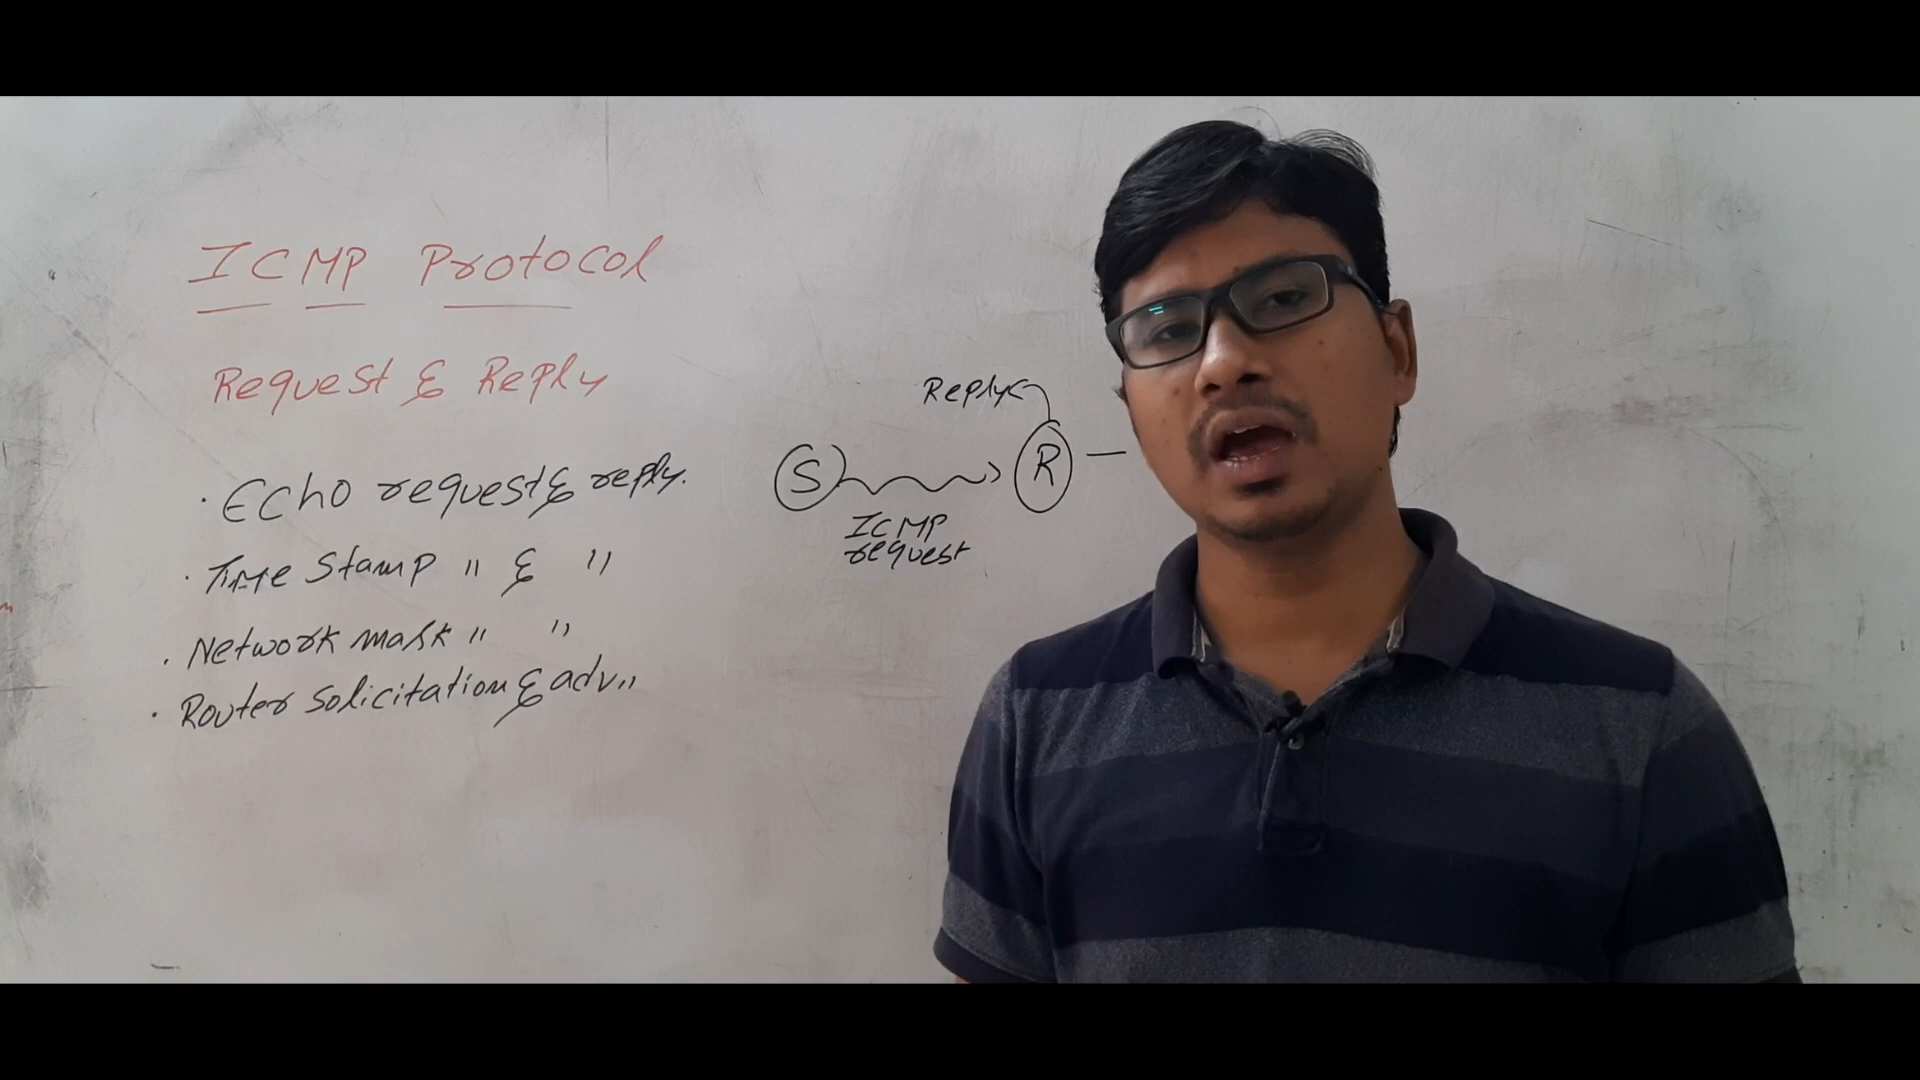 ICMP Protocol
Request & Reply
· Echo request & reply.
· Time Stamp " & "
· Network mask " "
· Router solicitation & adv"
Reply
S
R
ICMP
request